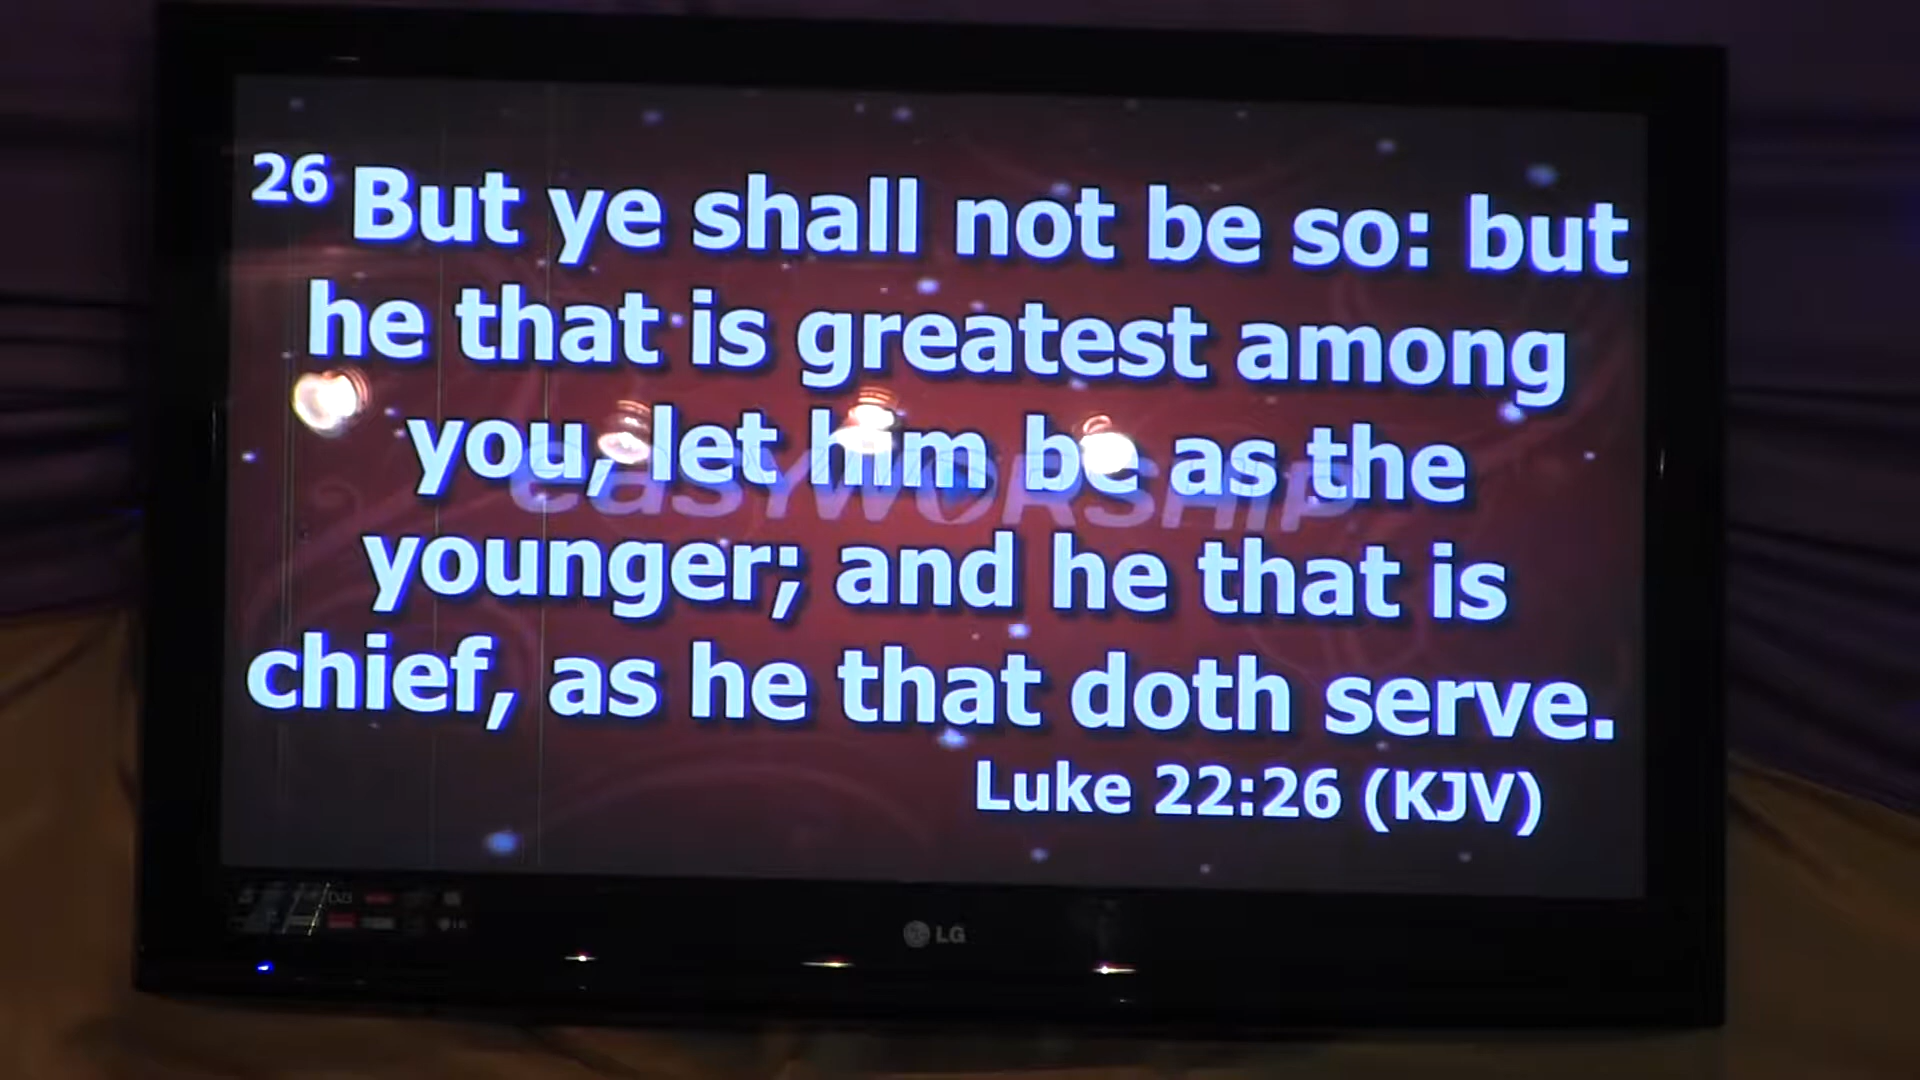 26 But ye shall not be so: but
he that is greatest among
you, let him be as the
easyWORSHIP
younger; and he that is
chief, as he that doth serve.
Luke 22:26 (KJV)
LG